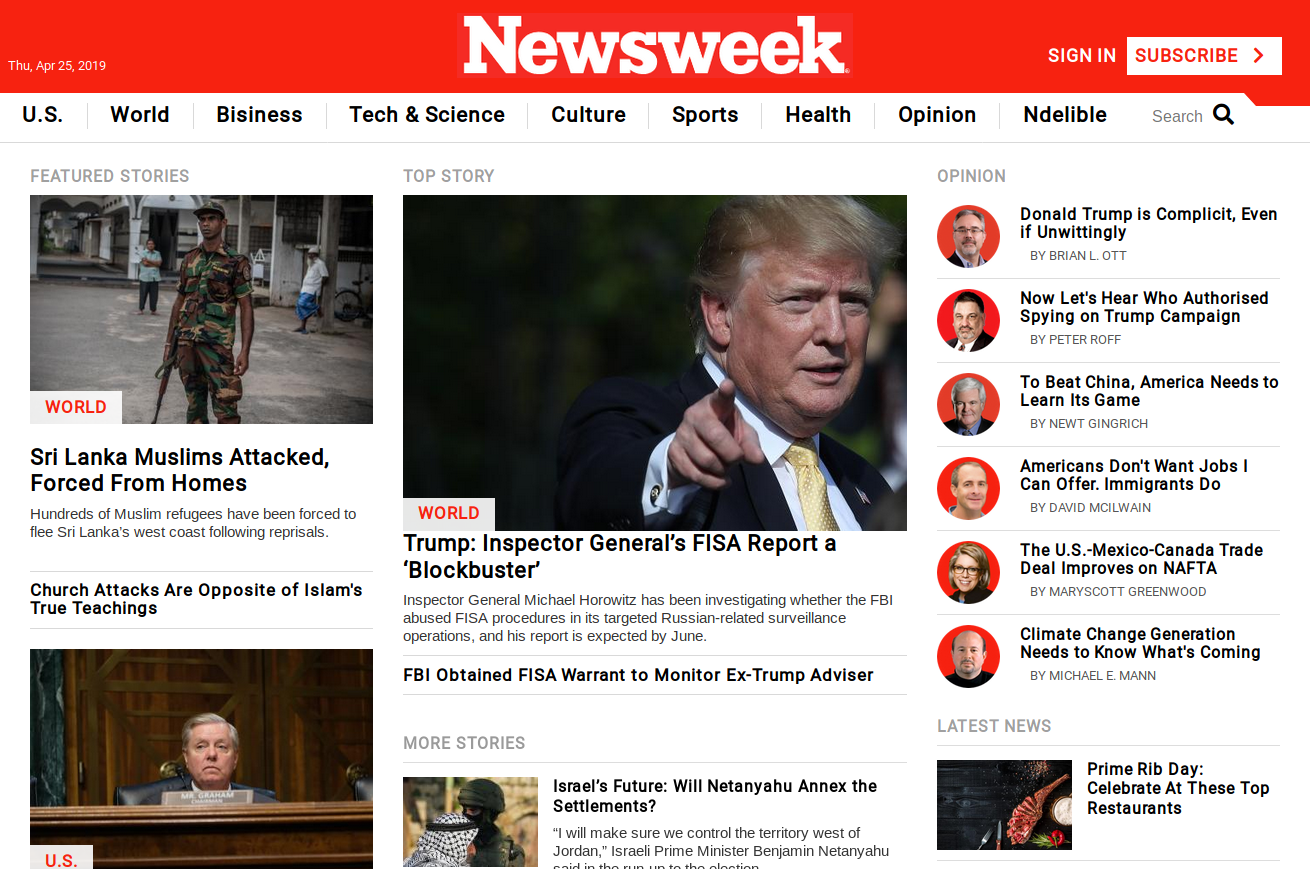 Newsweek
Thu, Apr 25, 2019
SIGN IN
SUBSCRIBE
U.S.
World
Bisiness
Tech & Science
Culture
Sports
Health
Opinion
Ndelible
Search
FEATURED STORIES
WORLD
Sri Lanka Muslims Attacked,
Forced From Homes
Hundreds of Muslim refugees have been forced to
flee Sri Lanka’s west coast following reprisals.
Church Attacks Are Opposite of Islam's
True Teachings
MR. GRAHAM
CHAIRMAN
U.S.
TOP STORY
WORLD
Trump: Inspector General’s FISA Report a
‘Blockbuster’
Inspector General Michael Horowitz has been investigating whether the FBI
abused FISA procedures in its targeted Russian-related surveillance
operations, and his report is expected by June.
FBI Obtained FISA Warrant to Monitor Ex-Trump Adviser
MORE STORIES
Israel’s Future: Will Netanyahu Annex the
Settlements?
“I will make sure we control the territory west of
Jordan,” Israeli Prime Minister Benjamin Netanyahu
said in the run-up to the election.
OPINION
Donald Trump is Complicit, Even
if Unwittingly
BY BRIAN L. OTT
Now Let's Hear Who Authorised
Spying on Trump Campaign
BY PETER ROFF
To Beat China, America Needs to
Learn Its Game
BY NEWT GINGRICH
Americans Don't Want Jobs I
Can Offer. Immigrants Do
BY DAVID MCILWAIN
The U.S.-Mexico-Canada Trade
Deal Improves on NAFTA
BY MARYSCOTT GREENWOOD
Climate Change Generation
Needs to Know What's Coming
BY MICHAEL E. MANN
LATEST NEWS
Prime Rib Day:
Celebrate At These Top
Restaurants